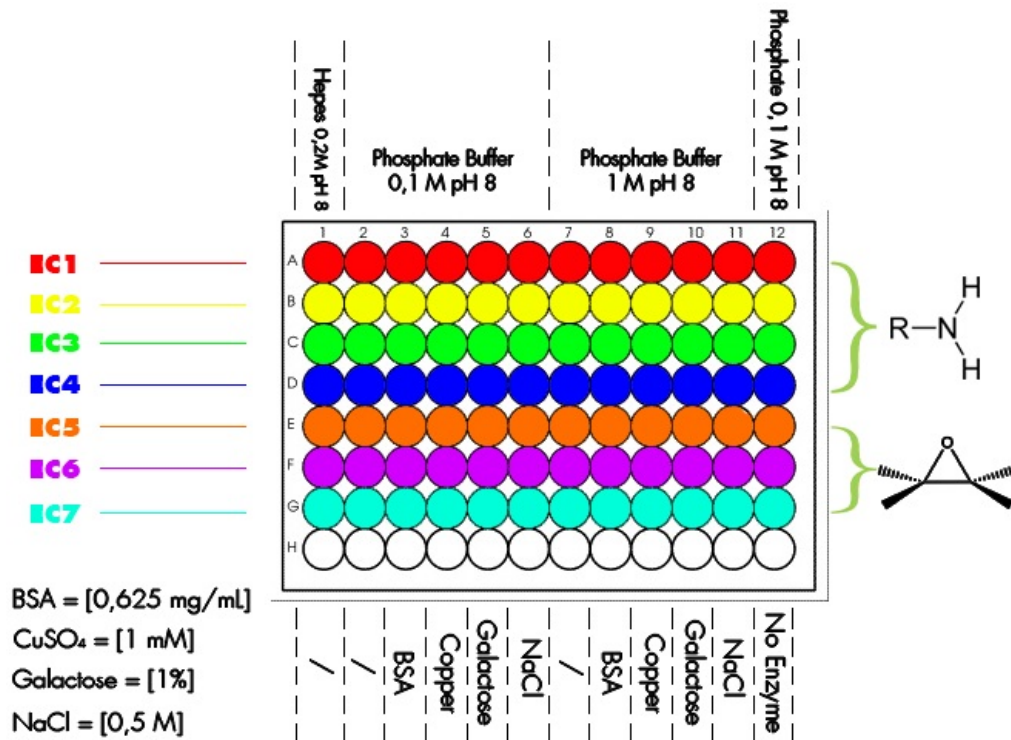 Hepes 0,2M pH 8
Phosphate Buffer
0,1 M pH 8
Phosphate Buffer
1 M pH 8
Phosphate 0,1 M pH 8
1 2 3 4 5 6 7 8 9 10 11 12
A
B
C
D
E
F
G
H
EC1
EC2
EC3
EC4
EC5
EC6
EC7
R–N
H
H
O
BSA = [0,625 mg/mL]
CuSO₄ = [1 mM]
Galactose = [1%]
NaCl = [0,5 M]
/
/
BSA
Copper
Galactose
NaCl
/
BSA
Copper
Galactose
NaCl
No Enzyme